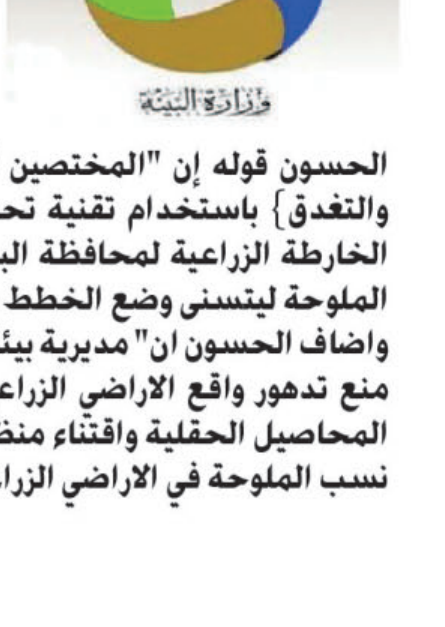 وزارة البيئة
الحسون قوله إن "المختصين
والتغدق} باستخدام تقنية
الخارطة الزراعية لمحافظة
الملوحة ليتسنى وضع الخطط
واضاف الحسون ان" مديرية
منع تدهور واقع الاراضي
المحاصيل الحقلية واقتناء
نسب الملوحة في الاراضي